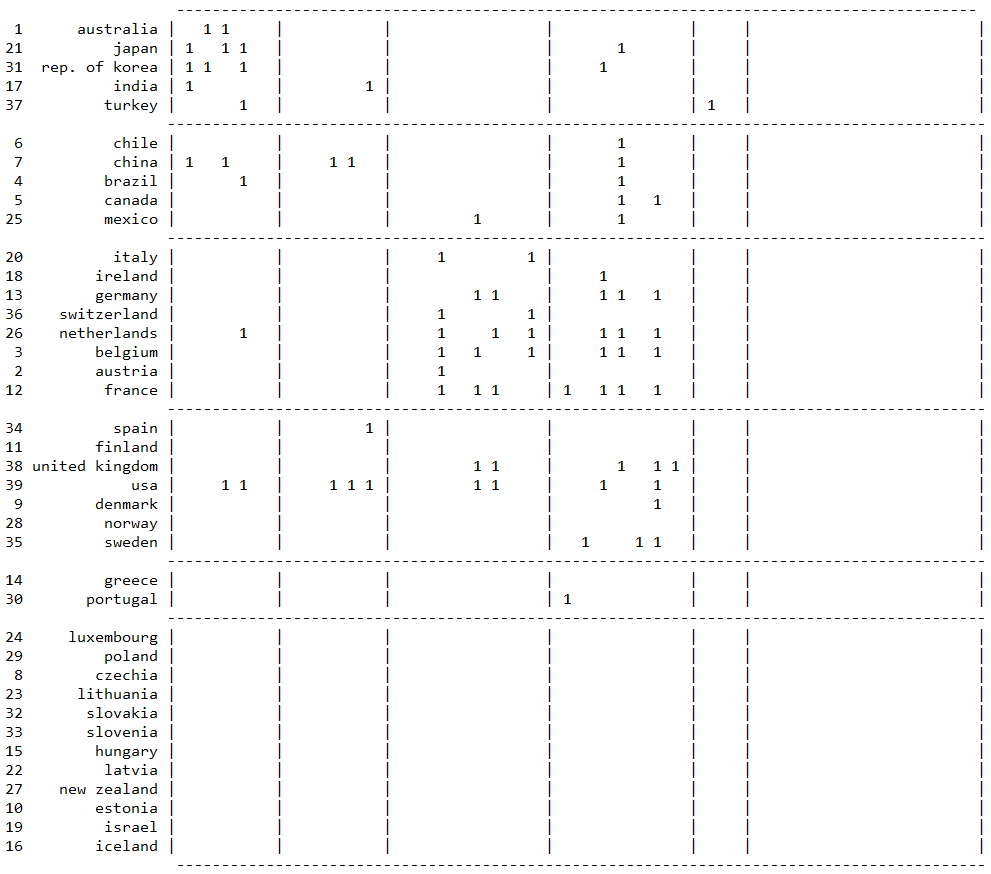 -----------------------------------------------------------------------------------------
 1      australia |   1 1     |           |                 |               |     |                         |
21          japan | 1   1 1   |           |                 |       1       |     |                         |
31  rep. of korea | 1 1   1   |           |                 |     1         |     |                         |
17          india | 1         |         1 |                 |               |     |                         |
37         turkey |       1   |           |                 |               | 1   |                         |
                  -------------------------------------------------------------------------------------------
 6          chile |           |           |                 |       1       |     |                         |
 7          china | 1   1     |     1 1   |                 |       1       |     |                         |
 4         brazil |       1   |           |                 |       1       |     |                         |
 5         canada |           |           |                 |       1   1   |     |                         |
25         mexico |           |           |         1       |       1       |     |                         |
                  -------------------------------------------------------------------------------------------
20          italy |           |           |     1         1 |               |     |                         |
18        ireland |           |           |                 |     1         |     |                         |
13        germany |           |           |         1 1     |     1 1   1   |     |                         |
36    switzerland |           |           |     1         1 |               |     |                         |
26    netherlands |       1   |           |     1     1   1 |     1 1   1   |     |                         |
 3        belgium |           |           |     1   1     1 |     1 1   1   |     |                         |
 2        austria |           |           |     1           |               |     |                         |
12         france |           |           |     1   1 1     | 1   1 1   1   |     |                         |
                  -------------------------------------------------------------------------------------------
34          spain |           |         1 |                 |               |     |                         |
11        finland |           |           |                 |               |     |                         |
38 united kingdom |           |           |         1 1     |       1   1 1 |     |                         |
39            usa |     1 1   |     1 1 1 |         1 1     |     1     1   |     |                         |
 9        denmark |           |           |                 |           1   |     |                         |
28         norway |           |           |                 |               |     |                         |
35         sweden |           |           |                 |   1     1 1   |     |                         |
                  -------------------------------------------------------------------------------------------
14         greece |           |           |                 |               |     |                         |
30       portugal |           |           |                 | 1             |     |                         |
                  -------------------------------------------------------------------------------------------
24     luxembourg |           |           |                 |               |     |                         |
29         poland |           |           |                 |               |     |                         |
 8        czechia |           |           |                 |               |     |                         |
23      lithuania |           |           |                 |               |     |                         |
32       slovakia |           |           |                 |               |     |                         |
33       slovenia |           |           |                 |               |     |                         |
15        hungary |           |           |                 |               |     |                         |
22         latvia |           |           |                 |               |     |                         |
27    new zealand |           |           |                 |               |     |                         |
10        estonia |           |           |                 |               |     |                         |
19         israel |           |           |                 |               |     |                         |
16        iceland |           |           |                 |               |     |                         |
                   ------------------------------------------------------------------------------------------